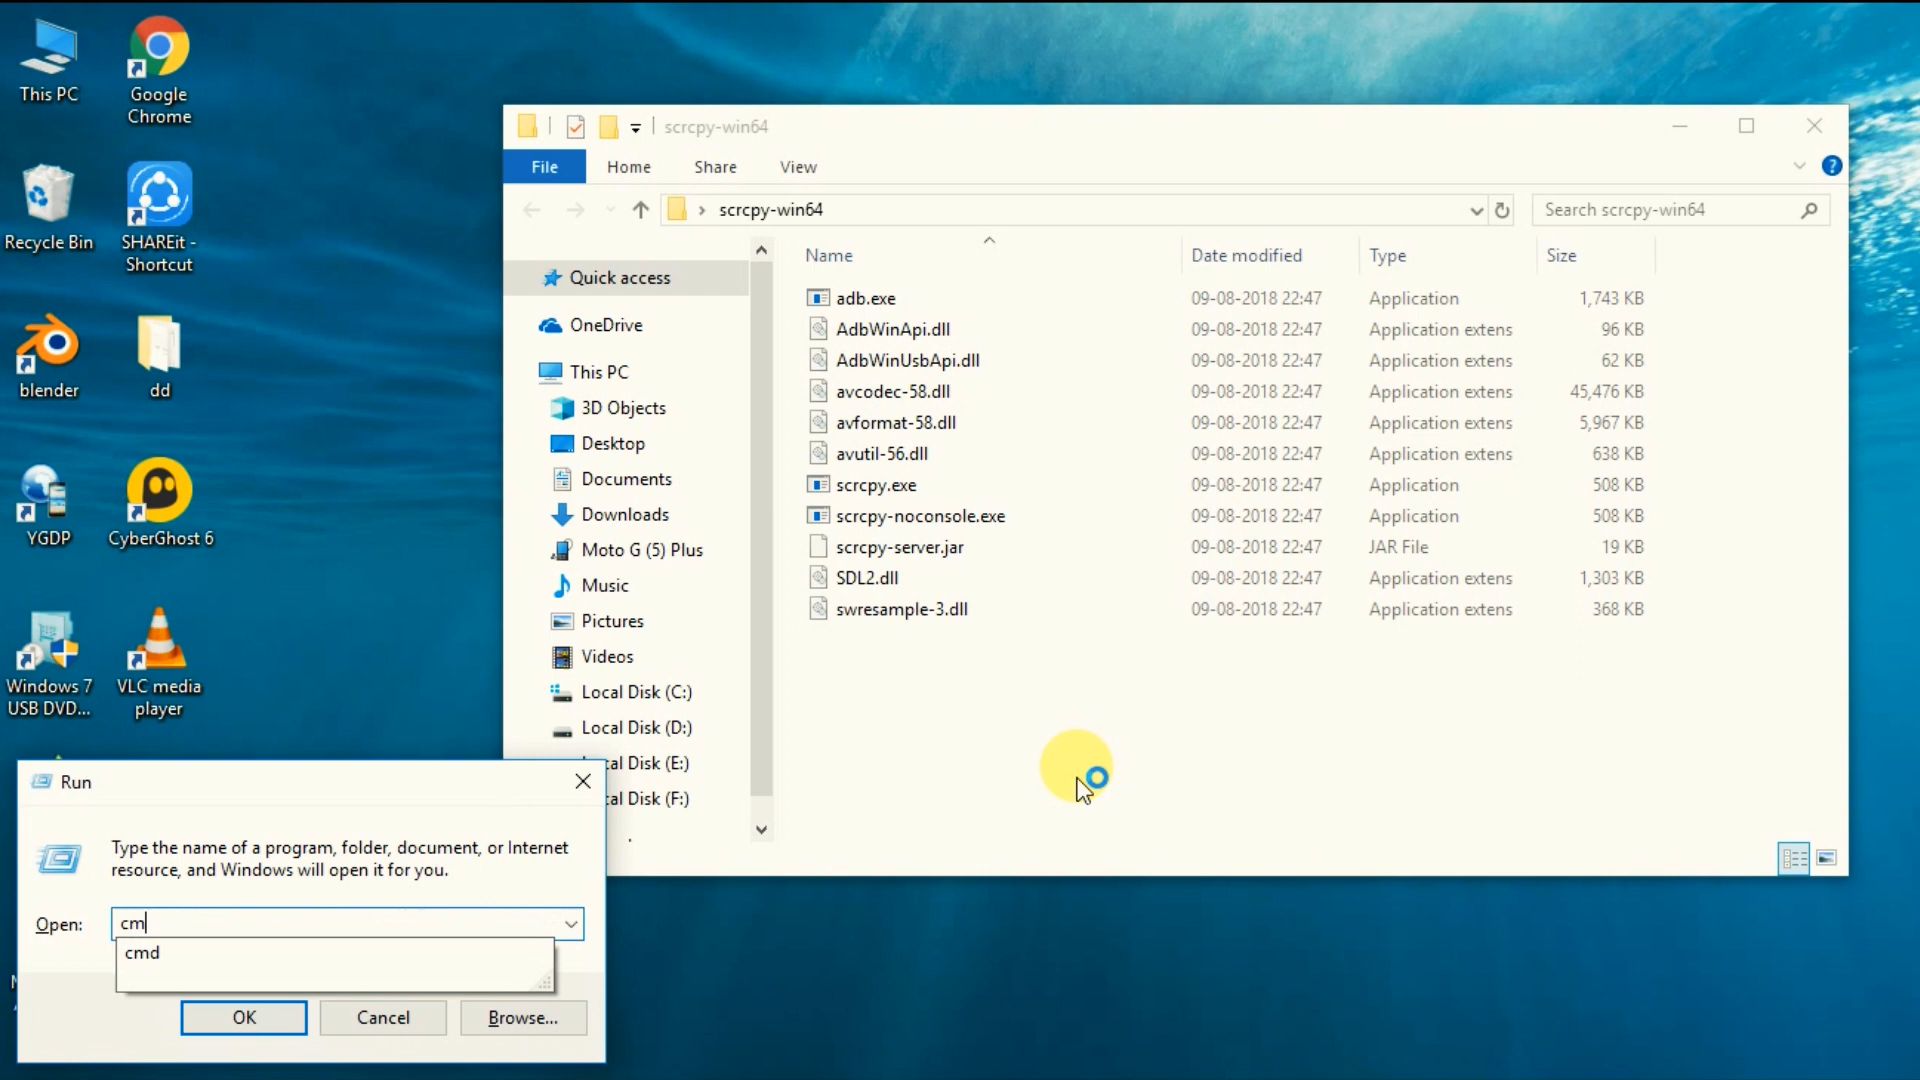 This PC
Google
Chrome
Recycle Bin
SHAREit -
Shortcut
blender
dd
YGDP
CyberGhost 6
Windows 7
USB DVD...
VLC media
player
scrcpy-win64
File
Home
Share
View
scrcpy-win64
Search scrcpy-win64
Quick access
OneDrive
This PC
3D Objects
Desktop
Documents
Downloads
Moto G (5) Plus
Music
Pictures
Videos
Local Disk (C:)
Local Disk (D:)
cal Disk (E:)
cal Disk (F:)
Name Date modified Type Size
adb.exe 09-08-2018 22:47 Application 1,743 KB
AdbWinApi.dll 09-08-2018 22:47 Application extens 96 KB
AdbWinUsbApi.dll 09-08-2018 22:47 Application extens 62 KB
avcodec-58.dll 09-08-2018 22:47 Application extens 45,476 KB
avformat-58.dll 09-08-2018 22:47 Application extens 5,967 KB
avutil-56.dll 09-08-2018 22:47 Application extens 638 KB
scrcpy.exe 09-08-2018 22:47 Application 508 KB
scrcpy-noconsole.exe 09-08-2018 22:47 Application 508 KB
scrcpy-server.jar 09-08-2018 22:47 JAR File 19 KB
SDL2.dll 09-08-2018 22:47 Application extens 1,303 KB
swresample-3.dll 09-08-2018 22:47 Application extens 368 KB
Run
Type the name of a program, folder, document, or Internet
resource, and Windows will open it for you.
Open: cm
cmd
OK
Cancel
Browse...